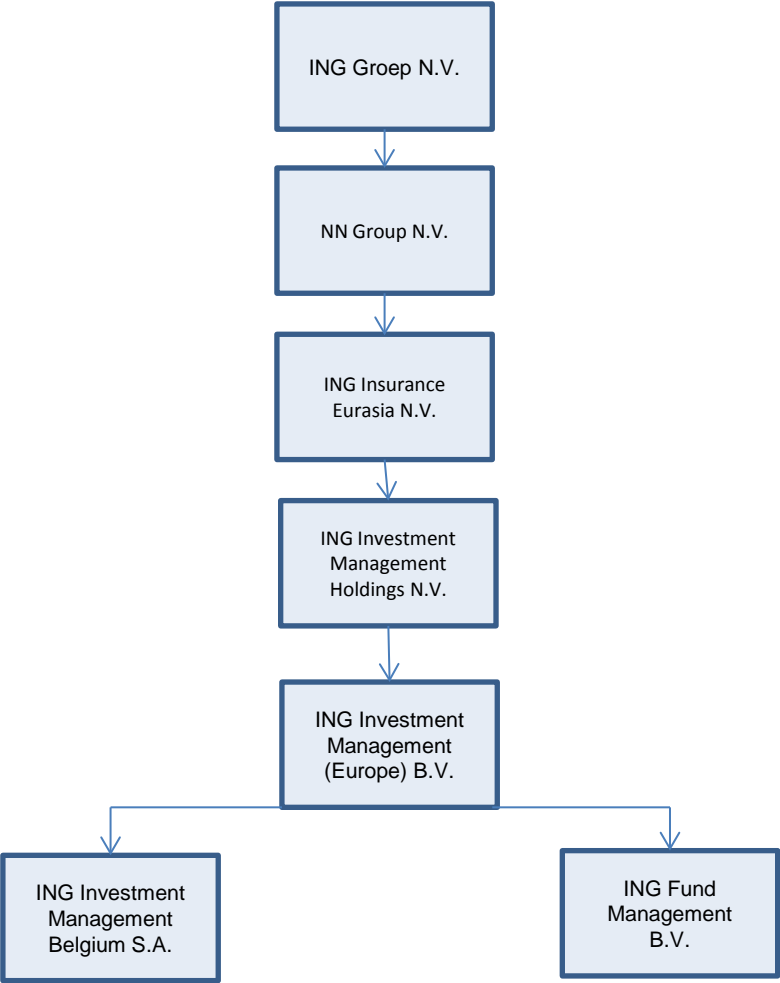 ING Groep N.V.
NN Group N.V.
ING Insurance
Eurasia N.V.
ING Investment
Management
Holdings N.V.
ING Investment
Management
(Europe) B.V.
ING Investment
Management
Belgium S.A.
ING Fund
Management
B.V.